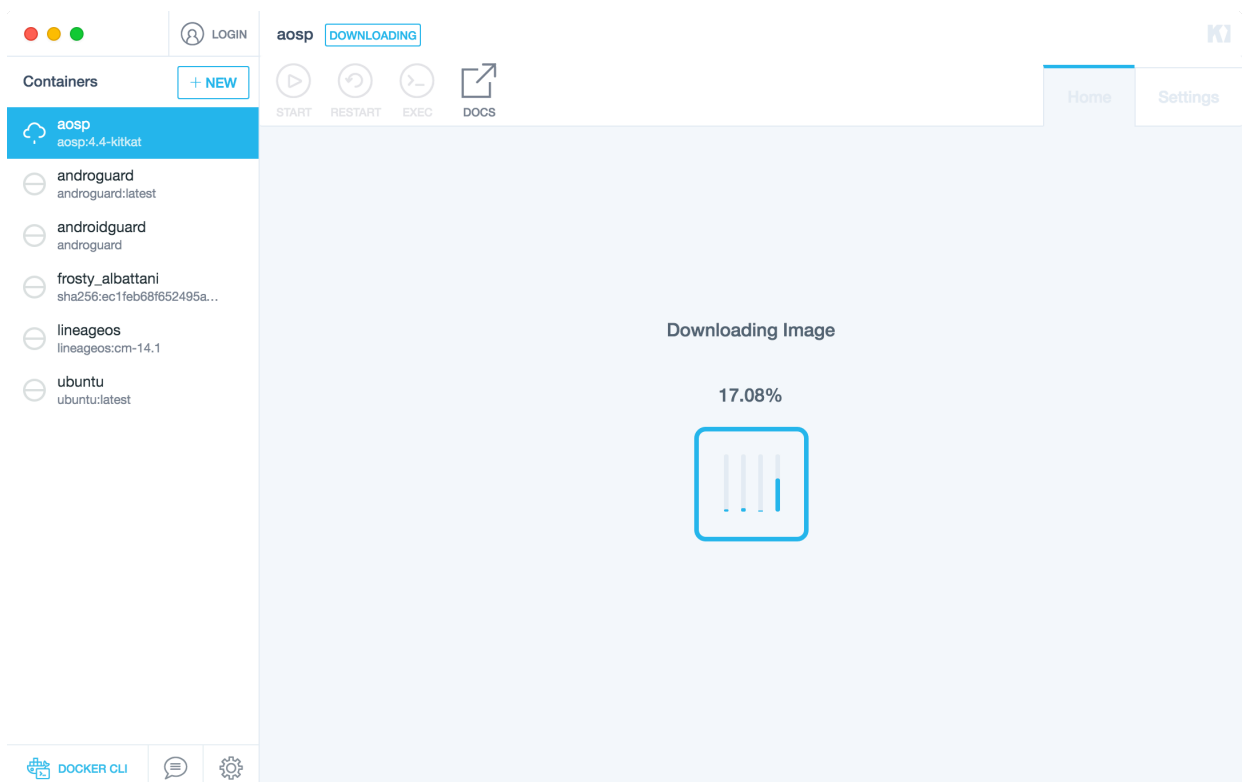 LOGIN
aosp DOWNLOADING
Containers
+ NEW
START RESTART EXEC DOCS
Home Settings
aosp
aosp:4.4-kitkat
androguard
androguard:latest
androidguard
androguard
frosty_albattani
sha256:ec1feb68f652495a...
lineageos
lineageos:cm-14.1
ubuntu
ubuntu:latest
Downloading Image
17.08%
DOCKER CLI